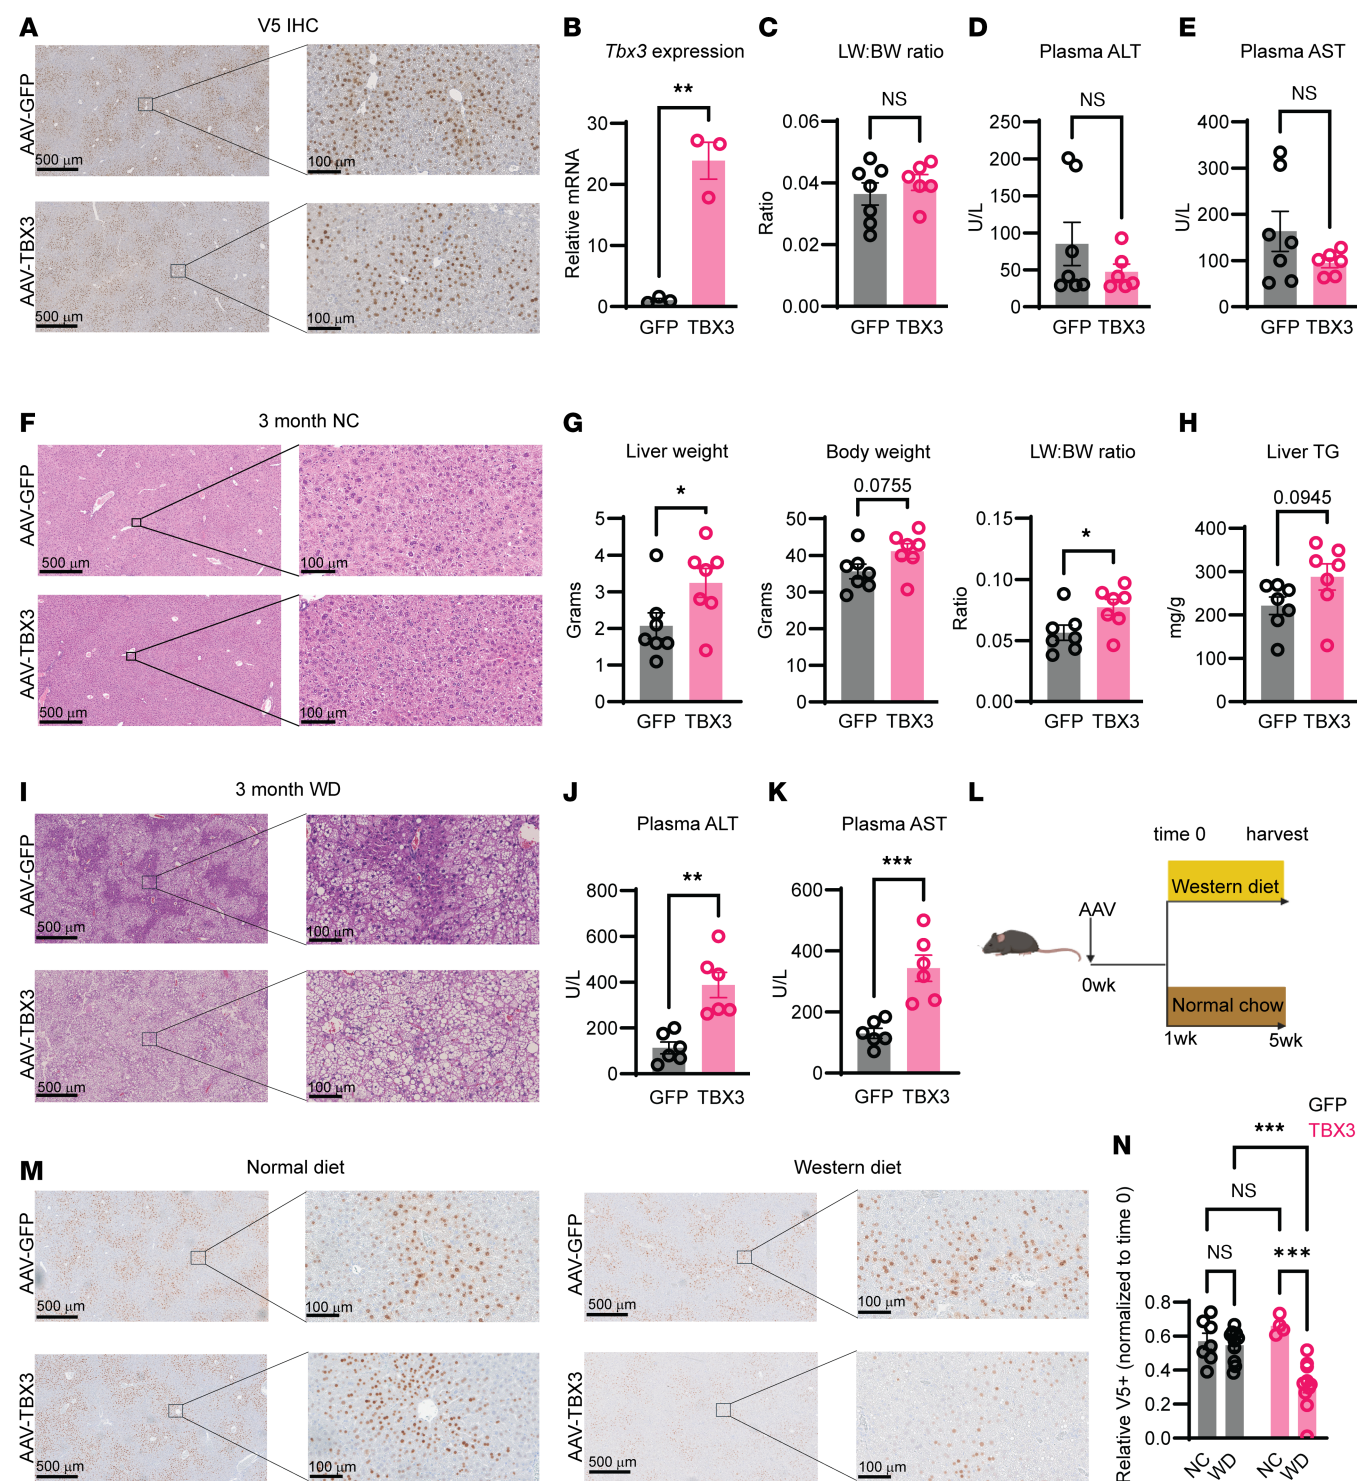 A
V5 IHC
AAV-GFP
500 μm
100 μm
AAV-TBX3
500 μm
100 μm
B
Tbx3 expression
**
Relative mRNA
30
20
10
0
GFP TBX3
C
LW:BW ratio
NS
Ratio
0.06
0.04
0.02
0.00
GFP TBX3
D
Plasma ALT
NS
U/L
250
200
150
100
50
0
GFP TBX3
E
Plasma AST
NS
U/L
400
300
200
100
0
GFP TBX3
F
3 month NC
AAV-GFP
500 μm
100 μm
AAV-TBX3
500 μm
100 μm
G
Liver weight
*
Grams
5
4
3
2
1
0
GFP TBX3
Body weight
0.0755
Grams
50
40
30
20
10
0
GFP TBX3
LW:BW ratio
*
Ratio
0.15
0.10
0.05
0.00
GFP TBX3
H
Liver TG
0.0945
mg/g
400
300
200
100
0
GFP TBX3
I
3 month WD
AAV-GFP
500 μm
100 μm
AAV-TBX3
500 μm
100 μm
J
Plasma ALT
**
U/L
800
600
400
200
0
GFP TBX3
K
Plasma AST
***
U/L
600
400
200
0
GFP TBX3
L
time 0 harvest
Western diet
AAV
0wk
Normal chow
1wk 5wk
M
Normal diet
AAV-GFP
500 μm
100 μm
AAV-TBX3
500 μm
100 μm
Western diet
AAV-GFP
500 μm
100 μm
AAV-TBX3
500 μm
100 μm
N
GFP
TBX3
***
NS
NS
***
Relative V5+ (normalized to time 0)
0.8
0.6
0.4
0.2
0.0
NC WD NC WD